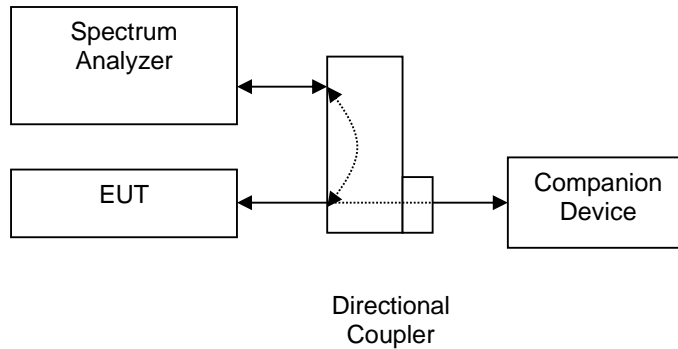 Spectrum
Analyzer
EUT
Companion
Device
Directional
Coupler